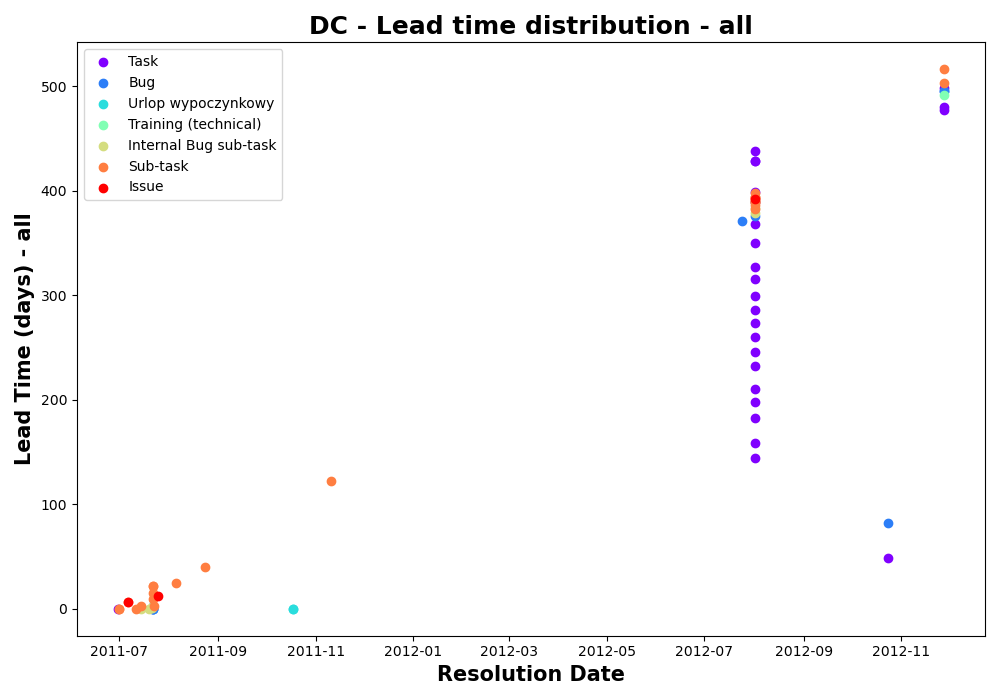 DC - Lead time distribution - all
Task
Bug
Urlop wypoczynkowy
Training (technical)
Internal Bug sub-task
Sub-task
Issue
Lead Time (days) - all
500
400
300
200
100
0
2011-07 2011-09 2011-11 2012-01 2012-03 2012-05 2012-07 2012-09 2012-11
Resolution Date